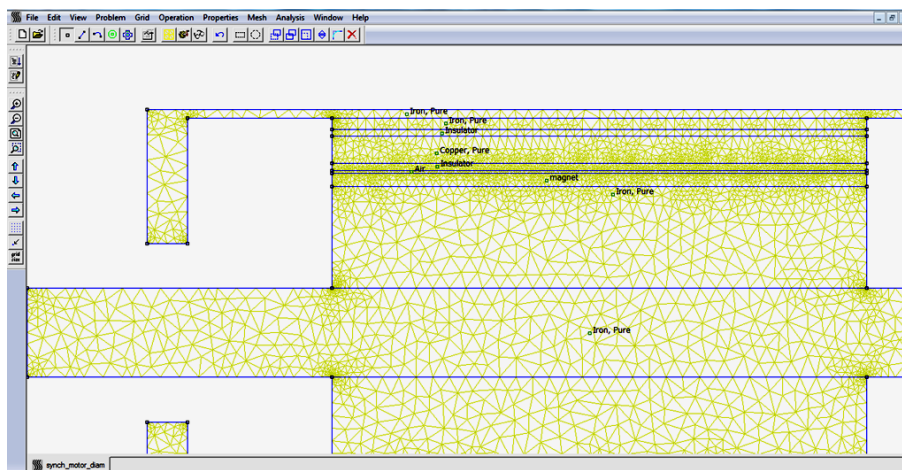 File Edit View Problem Grid Operation Properties Mesh Analysis Window Help
Iron, Pure
Iron, Pure
Insulator
Copper, Pure
Insulator
Air
magnet
Iron, Pure
Iron, Pure
synch_motor_diam